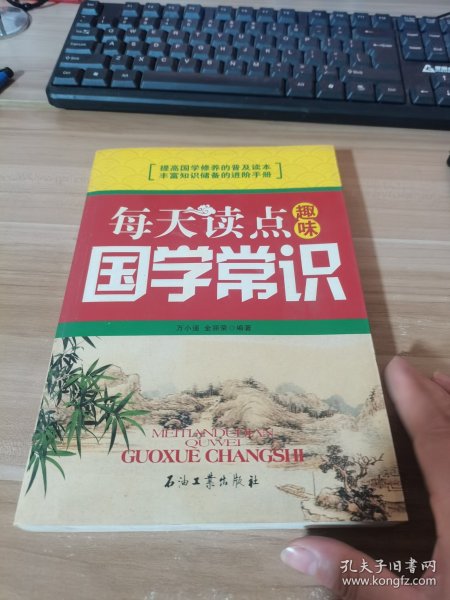 提高国学修养的普及读本
丰富知识储备的进阶手册
每天读点
趣味
国学常识
万小遥 金丽荣◎编著
MEITIANDUDIAN
QUWEI
GUOXUE CHANGSHI
石油工业出版社
孔夫子旧书网
www.kongfz.com